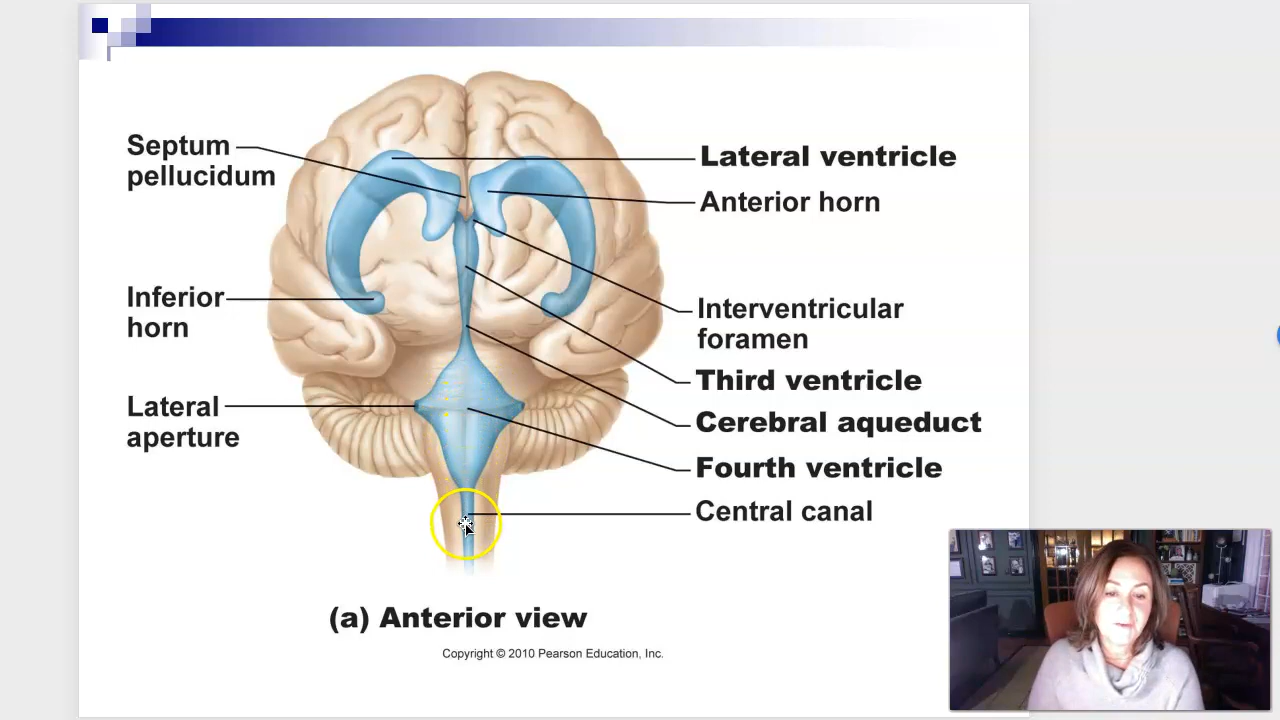 Septum
pellucidum
Lateral ventricle
Anterior horn
Inferior
horn
Interventricular
foramen
Third ventricle
Lateral
aperture
Cerebral aqueduct
Fourth ventricle
Central canal
(a) Anterior view
Copyright © 2010 Pearson Education, Inc.